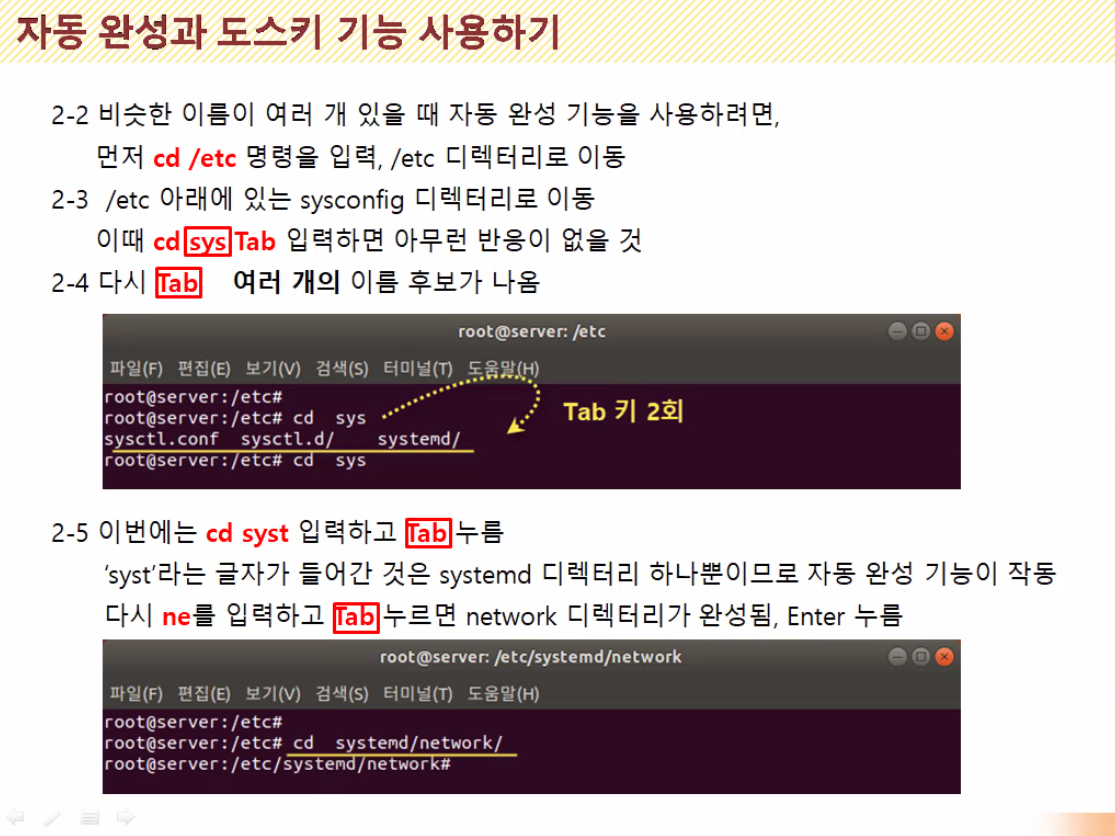 자동 완성과 도스키 기능 사용하기
2-2 비슷한 이름이 여러 개 있을 때 자동 완성 기능을 사용하려면,
먼저 cd /etc 명령을 입력, /etc 디렉터리로 이동
2-3 /etc 아래에 있는 sysconfig 디렉터리로 이동
이때 cd sys Tab 입력하면 아무런 반응이 없을 것
2-4 다시 Tab 여러 개의 이름 후보가 나옴
root@server: /etc
파일(F) 편집(E) 보기(V) 검색(S) 터미널(T) 도움말(H)
root@server:/etc#
root@server:/etc# cd sys
Tab 키 2회
sysctl.conf sysctl.d/ systemd/
root@server:/etc# cd sys
2-5 이번에는 cd syst 입력하고 Tab 누름
‘syst’라는 글자가 들어간 것은 systemd 디렉터리 하나뿐이므로 자동 완성 기능이 작동
다시 ne를 입력하고 Tab 누르면 network 디렉터리가 완성됨, Enter 누름
root@server: /etc/systemd/network
파일(F) 편집(E) 보기(V) 검색(S) 터미널(T) 도움말(H)
root@server:/etc#
root@server:/etc# cd systemd/network/
root@server:/etc/systemd/network#